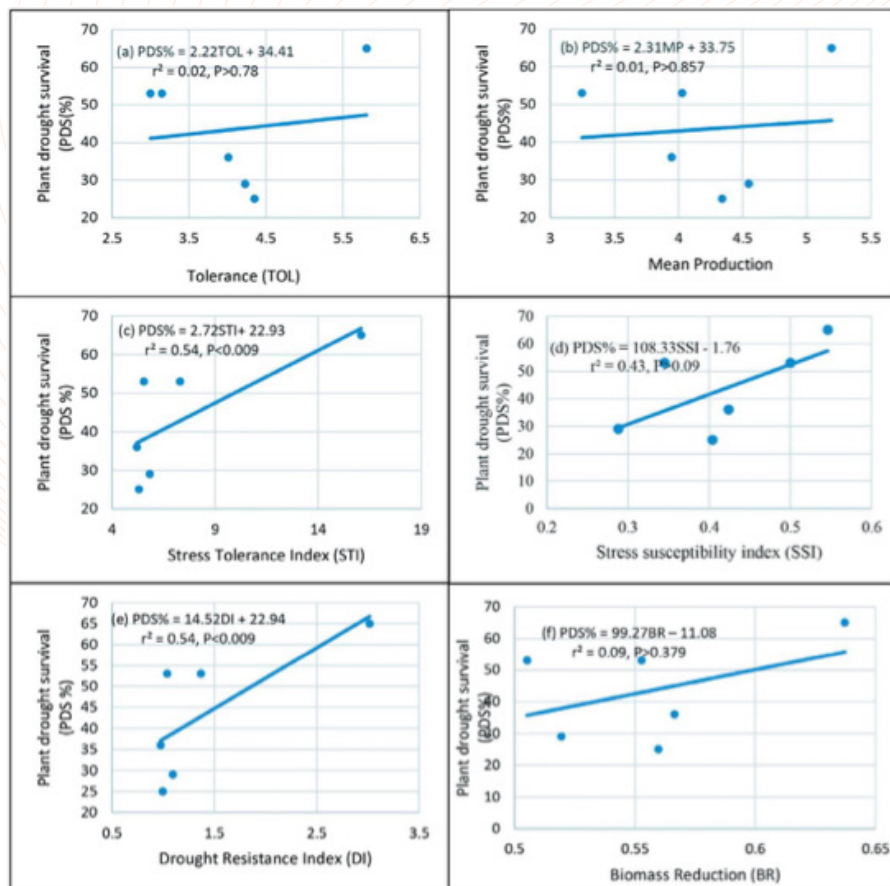 (a) PDS% = 2.22TOL + 34.41
r² = 0.02, P>0.78
Plant drought survival
(PDS(%)
70
60
50
40
30
20
2.5
3.5
4.5
5.5
6.5
Tolerance (TOL)
(b) PDS% = 2.31MP + 33.75
r² = 0.01, P>0.857
Plant drought survival
(PDS%)
70
60
50
40
30
20
3
3.5
4
4.5
5
5.5
Mean Production
(c) PDS% = 2.72STI+ 22.93
r² = 0.54, P<0.009
Plant drought survival
(PDS %)
70
60
50
40
30
20
4
9
14
19
Stress Tolerance Index (STI)
(d) PDS% = 108.33SSI - 1.76
r² = 0.43, P>0.09
Plant drought survival
(PDS%)
70
60
50
40
30
20
10
0
0.2
0.3
0.4
0.5
0.6
Stress susceptibility index (SSI)
(e) PDS% = 14.52DI + 22.94
r² = 0.54, P<0.009
Plant drought survival
(PDS %)
70
65
60
55
50
45
40
35
30
25
20
0.5
1.5
2.5
3.5
Drought Resistance Index (DI)
(f) PDS% = 99.27BR – 11.08
r² = 0.09, P>0.379
Plant drought survival
(PDS%)
70
60
50
40
30
20
10
0
0.5
0.55
0.6
0.65
Biomass Reduction (BR)